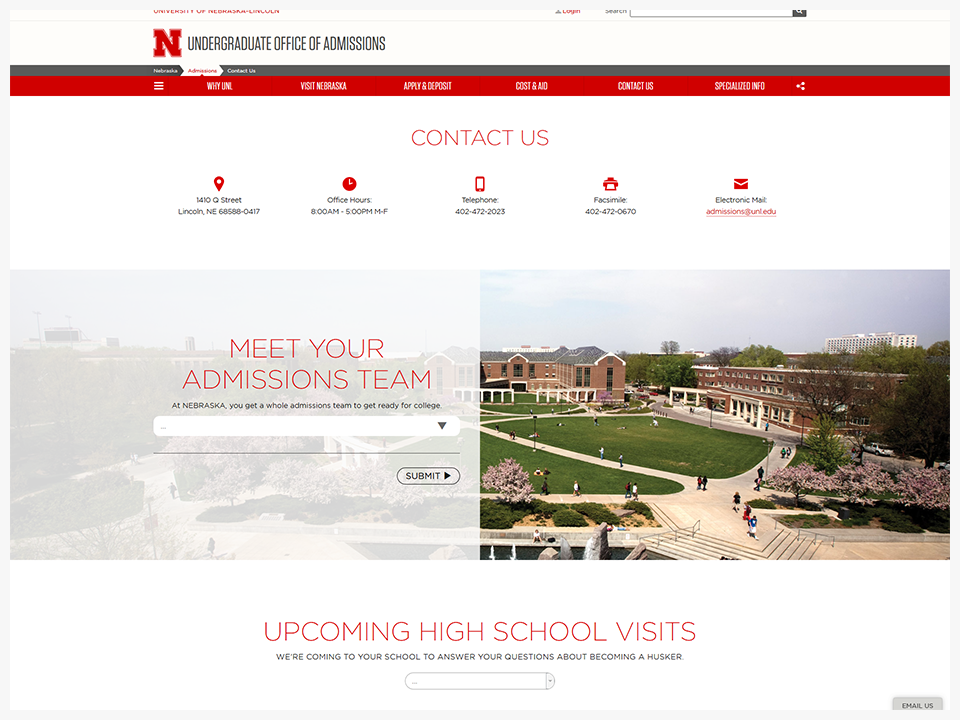 UNIVERSITY OF NEBRASKA-LINCOLN Login Search
N UNDERGRADUATE OFFICE OF ADMISSIONS
Nebraska Admissions Contact Us
WHY UNL VISIT NEBRASKA APPLY & DEPOSIT COST & AID CONTACT US SPECIALIZED INFO
CONTACT US
1410 Q Street
Lincoln, NE 68588-0417
Office Hours:
8:00AM - 5:00PM M-F
Telephone:
402-472-2023
Facsimile:
402-472-0670
Electronic Mail:
admissions@unl.edu
MEET YOUR
ADMISSIONS TEAM
At NEBRASKA, you get a whole admissions team to get ready for college.
...
SUBMIT
UPCOMING HIGH SCHOOL VISITS
WE'RE COMING TO YOUR SCHOOL TO ANSWER YOUR QUESTIONS ABOUT BECOMING A HUSKER.
...
EMAIL US